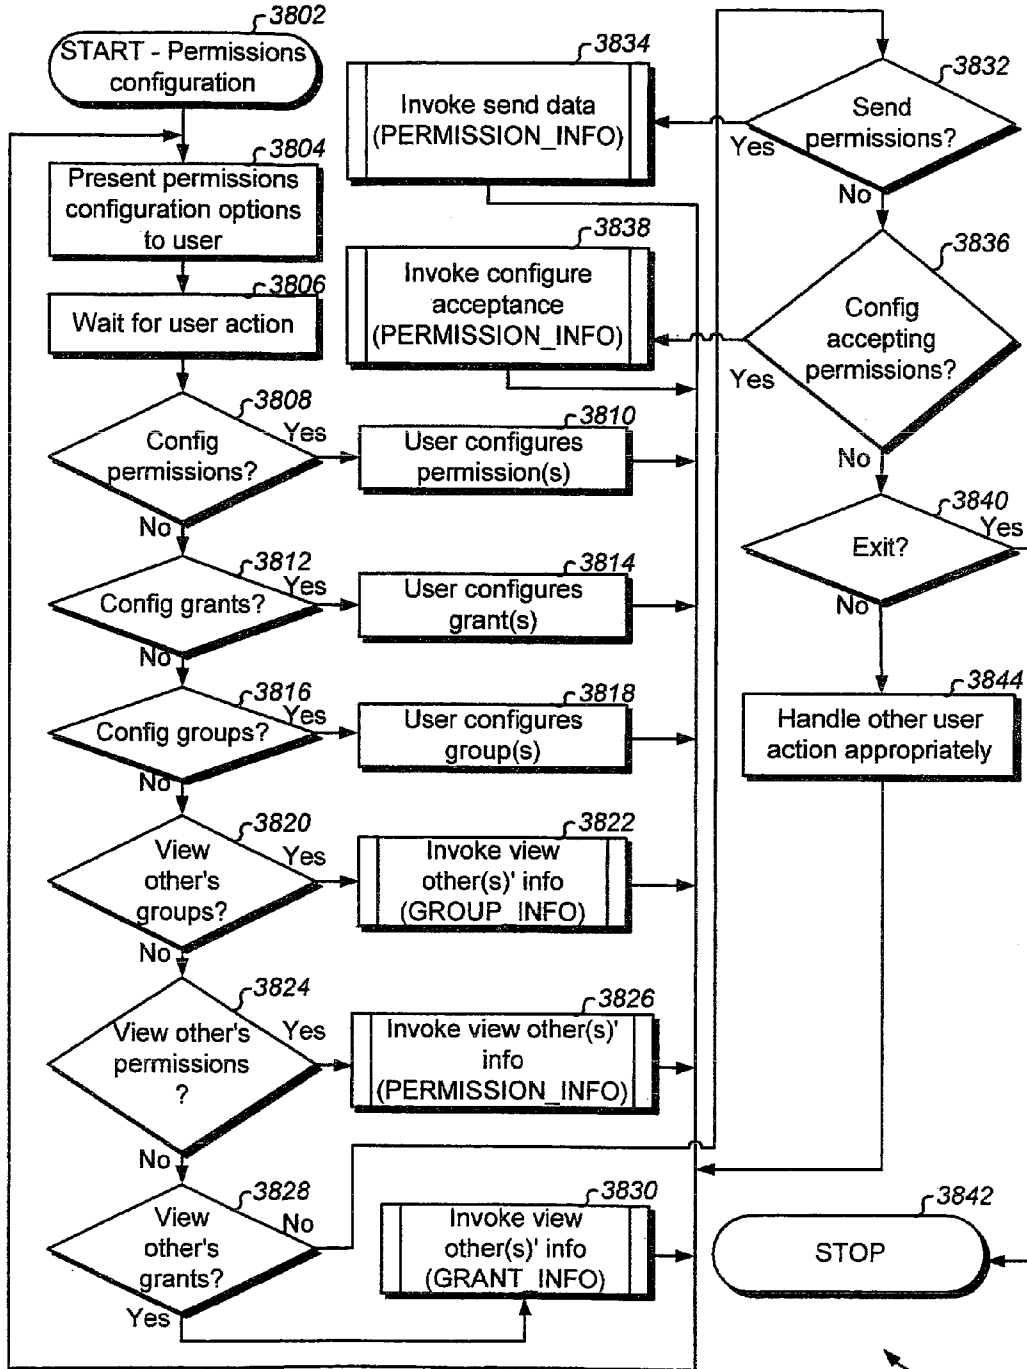 3802
START - Permissions
configuration
3804
Present permissions
configuration options
to user
3806
Wait for user action
3808
Config
permissions?
Yes
No
3810
User configures
permission(s)
3812
Config grants?
Yes
No
3814
User configures
grant(s)
3816
Config groups?
Yes
No
3818
User configures
group(s)
3820
View
other's
groups?
Yes
No
3822
Invoke view
other(s)' info
(GROUP_INFO)
3824
View other's
permissions
?
Yes
No
3826
Invoke view other(s)'
info
(PERMISSION_INFO)
3828
View
other's
grants?
No
Yes
3830
Invoke view
other(s)' info
(GRANT_INFO)
3834
Invoke send data
(PERMISSION_INFO)
3838
Invoke configure
acceptance
(PERMISSION_INFO)
3832
Send
permissions?
Yes
No
3836
Config
accepting
permissions?
Yes
No
3840
Exit?
Yes
No
3844
Handle other user
action appropriately
3842
STOP